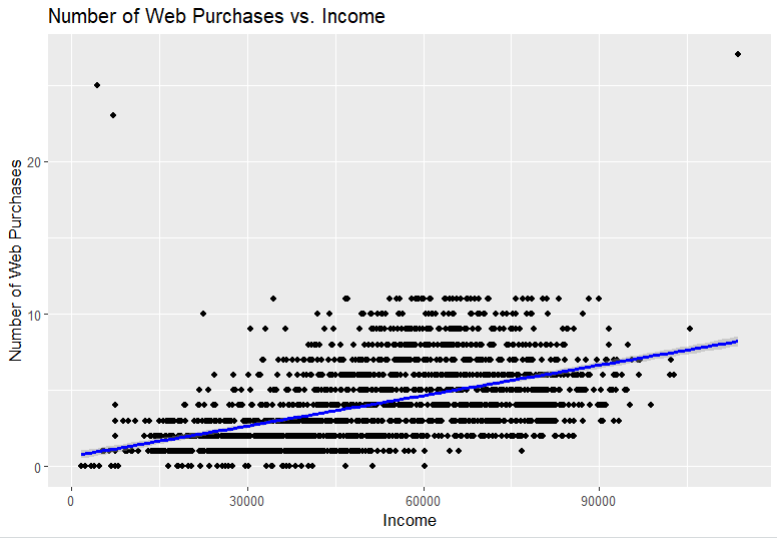 Number of Web Purchases vs. Income
Number of Web Purchases
20
10
0
0 30000 60000 90000
Income